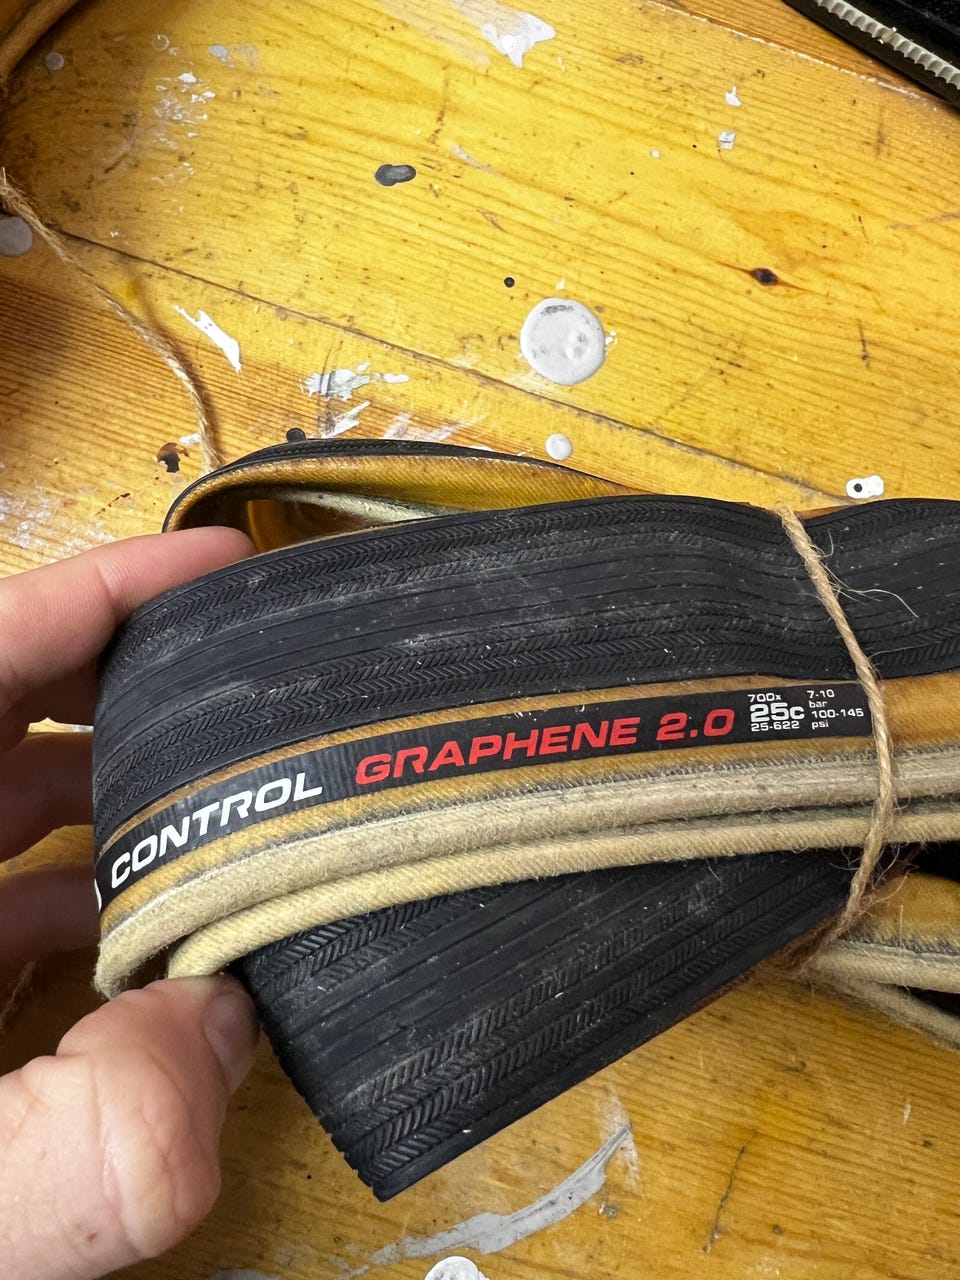 CONTROL GRAPHENE 2.0
700x
25c
25-622
7-10
bar
100-145
psi